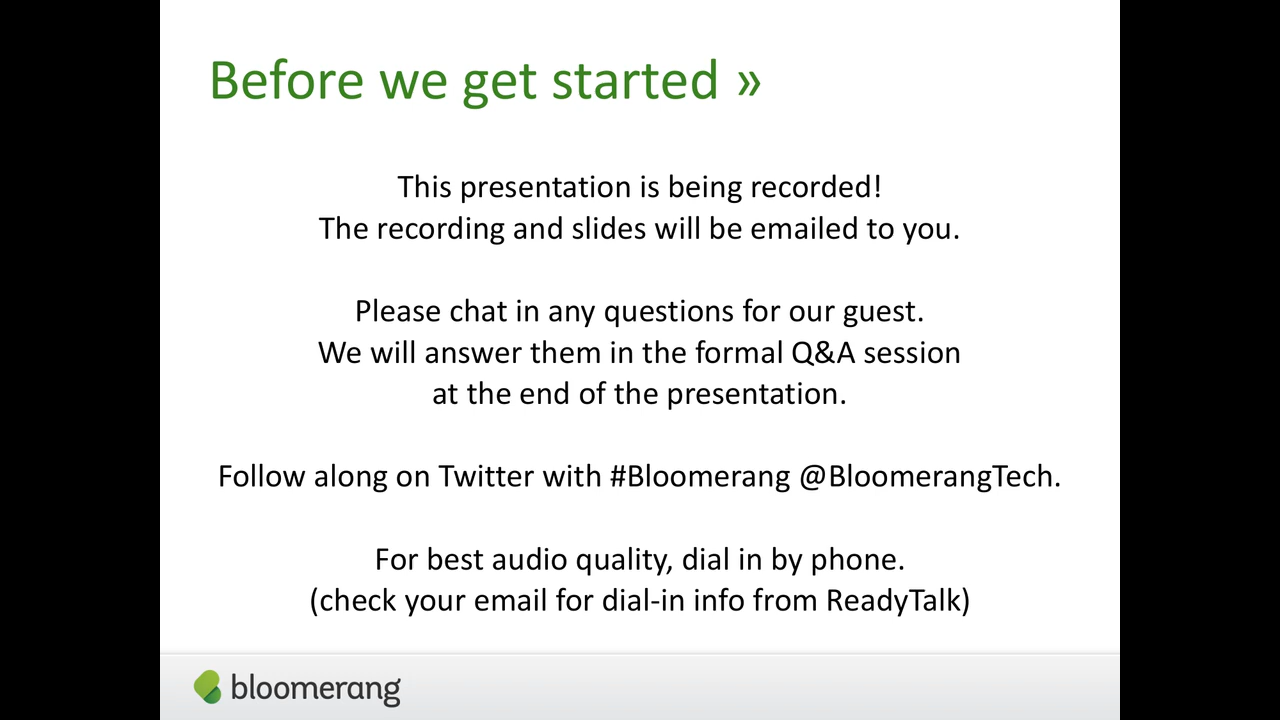 Before we get started »
This presentation is being recorded!
The recording and slides will be emailed to you.
Please chat in any questions for our guest.
We will answer them in the formal Q&A session
at the end of the presentation.
Follow along on Twitter with #Bloomerang @BloomerangTech.
For best audio quality, dial in by phone.
(check your email for dial-in info from ReadyTalk)
bloomerang